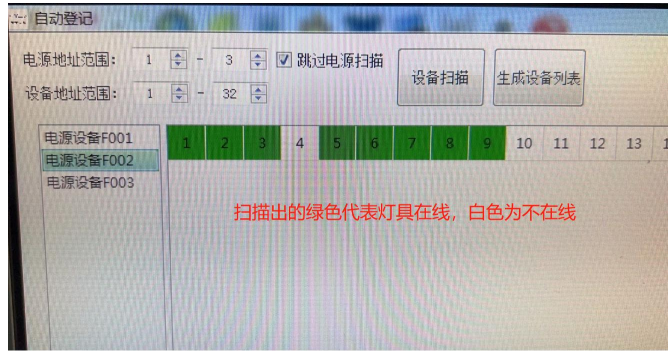 自动登记
电源地址范围： 1 - 3 跳过电源扫描
设备地址范围： 1 - 32
设备扫描 生成设备列表
电源设备F001
电源设备F002
电源设备F003
1 2 3 4 5 6 7 8 9 10 11 12 13
扫描出的绿色代表灯具在线，白色为不在线